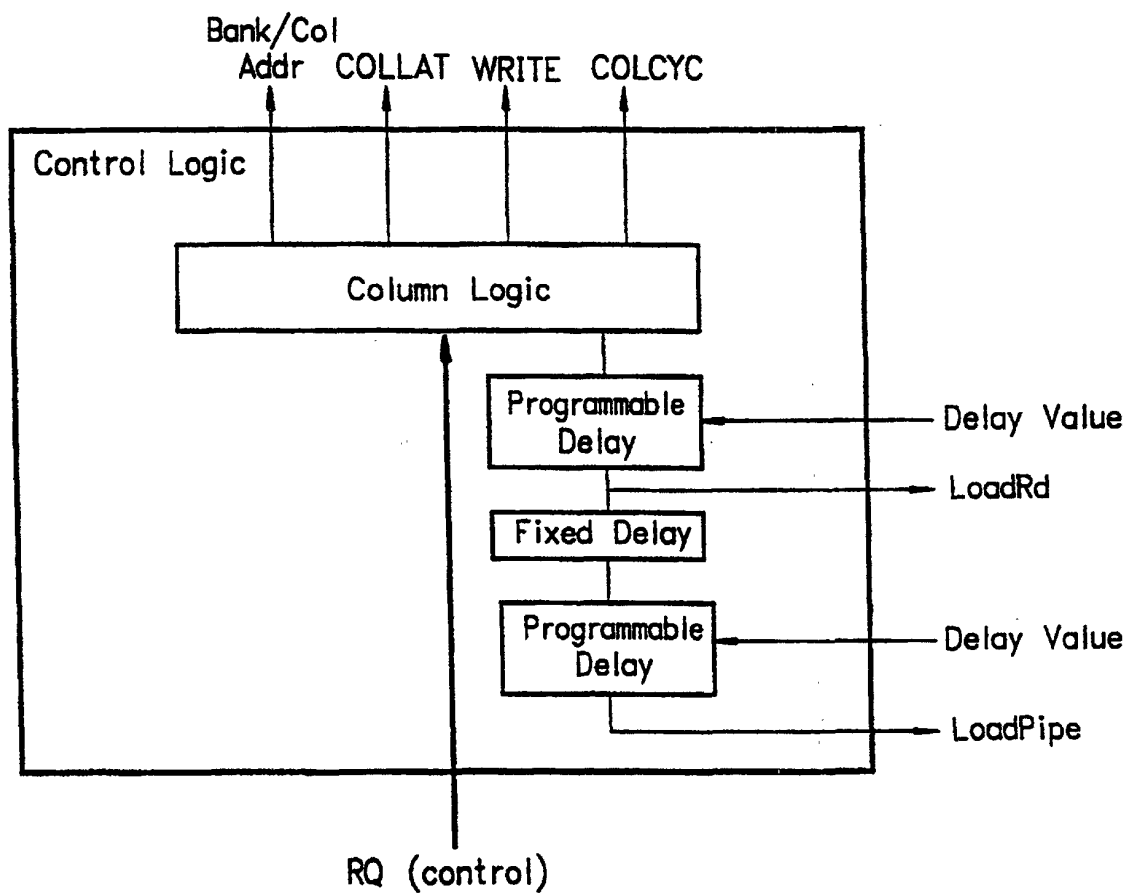 Bank/Col
Addr COLLAT WRITE COLCYC
Control Logic
Column Logic
Programmable
Delay
Delay Value
LoadRd
Fixed Delay
Programmable
Delay
Delay Value
LoadPipe
RQ (control)